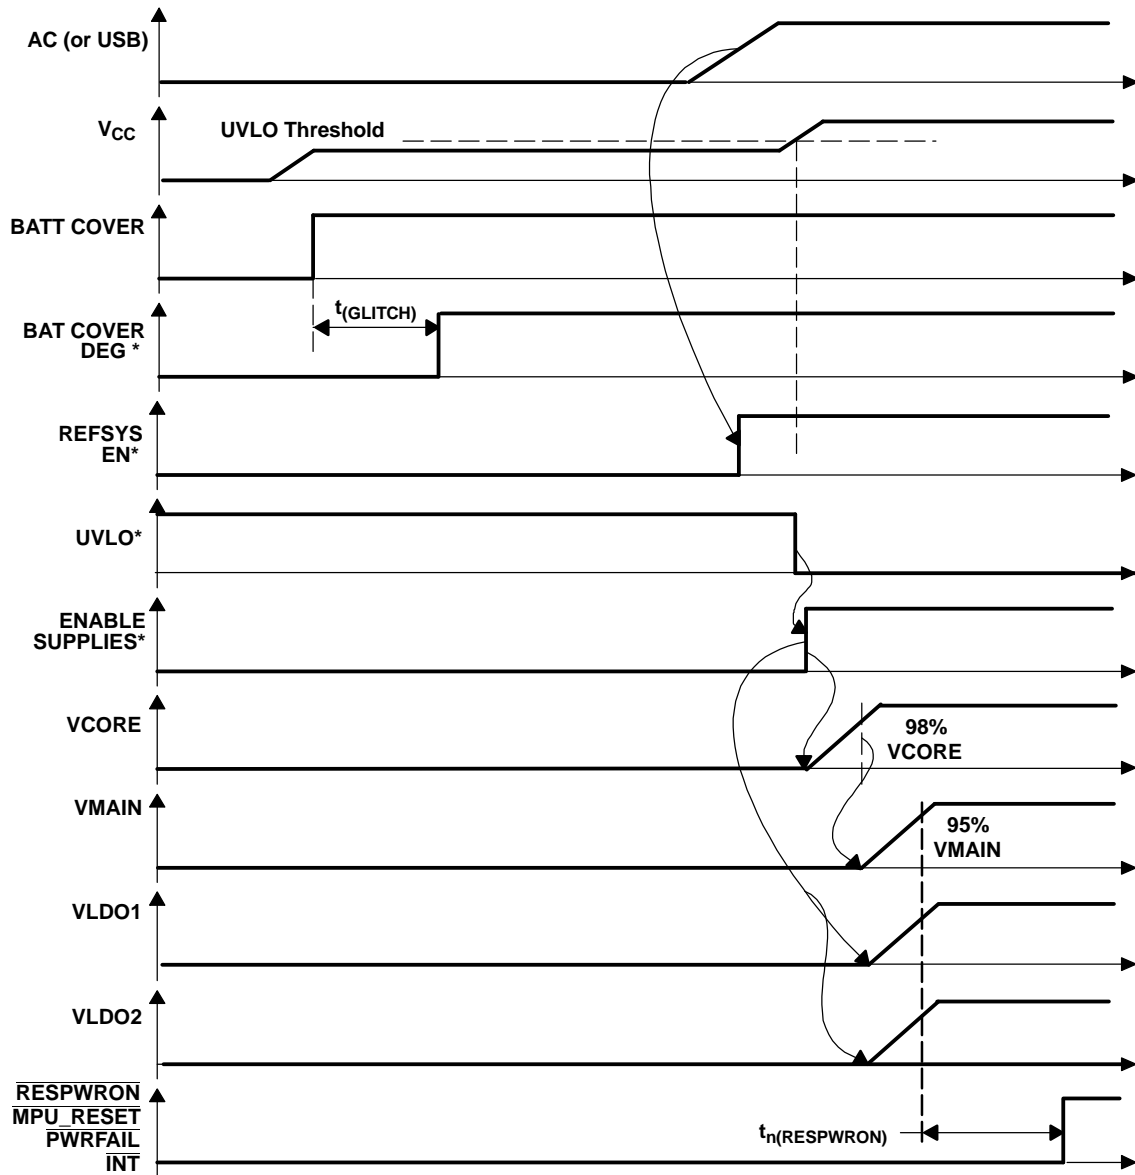 AC (or USB)
VCC
UVLO Threshold
BATT COVER
t(GLITCH)
BAT COVER
DEG *
REFSYS
EN*
UVLO*
ENABLE
SUPPLIES*
VCORE
98%
VCORE
VMAIN
95%
VMAIN
VLDO1
VLDO2
RESPWRON
MPU_RESET
PWRFAIL
INT
tn(RESPWRON)